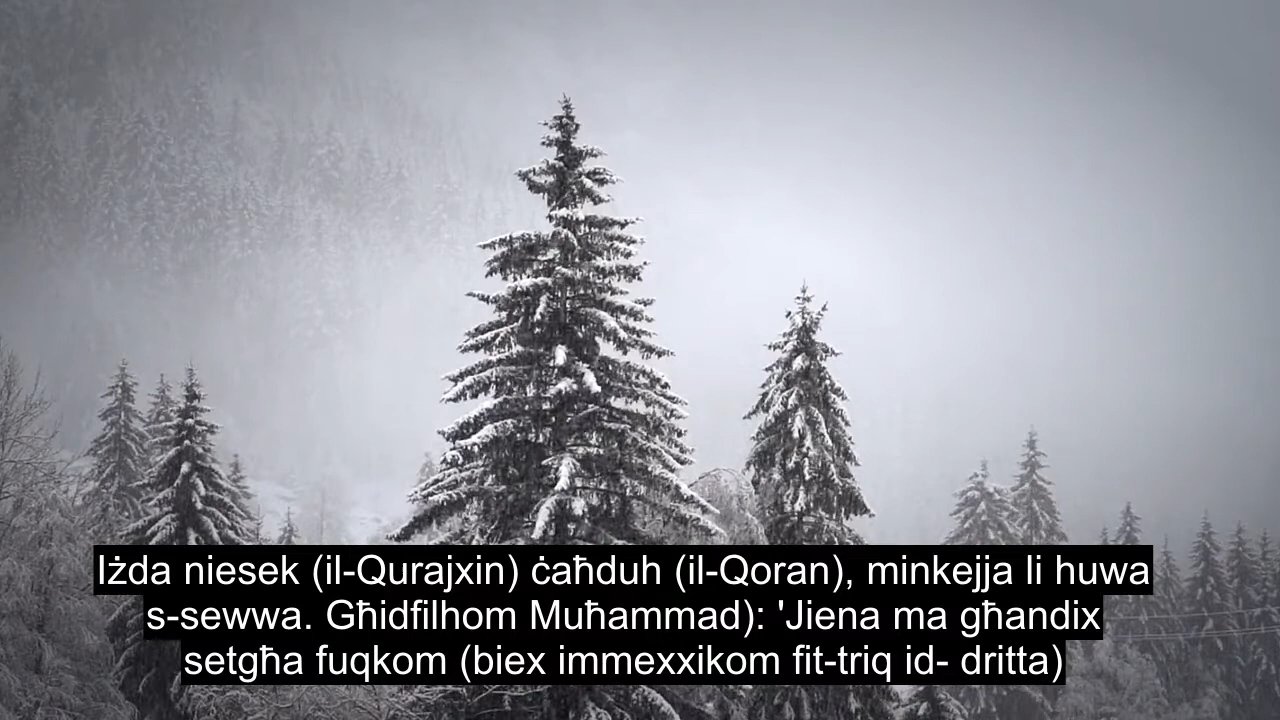 Iżda niesek (il-Qurajxin) ċaħduh (il-Qoran), minkejja li huwa
s-sewwa. Għidfilhom Muħammad): 'Jiena ma għandix
setgħa fuqkom (biex immexxikom fit-triq id- dritta)